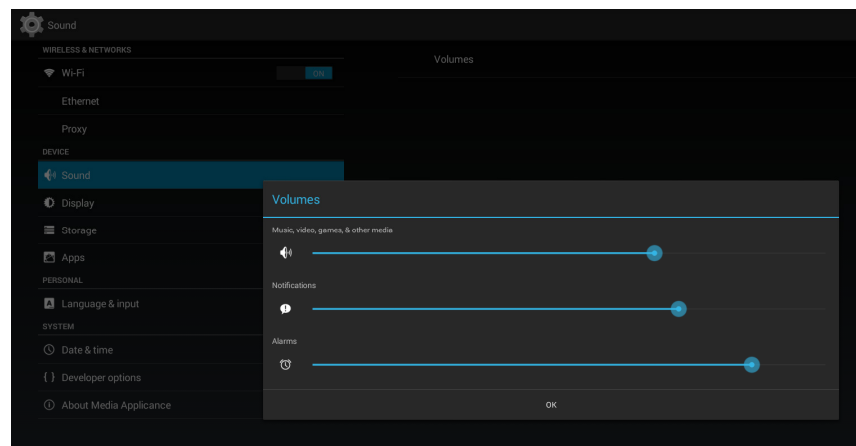 Sound
WIRELESS & NETWORKS
Wi-Fi
ON
Ethernet
Proxy
DEVICE
Sound
Display
Storage
Apps
PERSONAL
Language & input
SYSTEM
Date & time
{ } Developer options
About Media Applicance
Volumes
Volumes
Music, video, games, & other media
Notifications
Alarms
OK